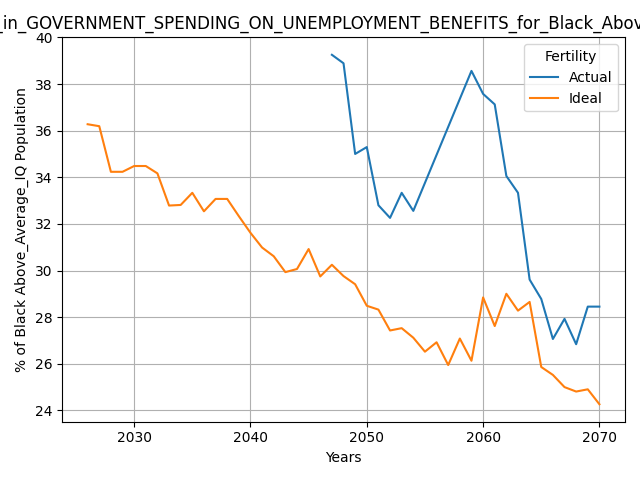 _in_GOVERNMENT_SPENDING_ON_UNEMPLOYMENT_BENEFITS_for_Black_Abov
40
38
36
34
32
30
28
26
24
% of Black Above_Average_IQ Population
Fertility
Actual
Ideal
2030
2040
2050
2060
2070
Years